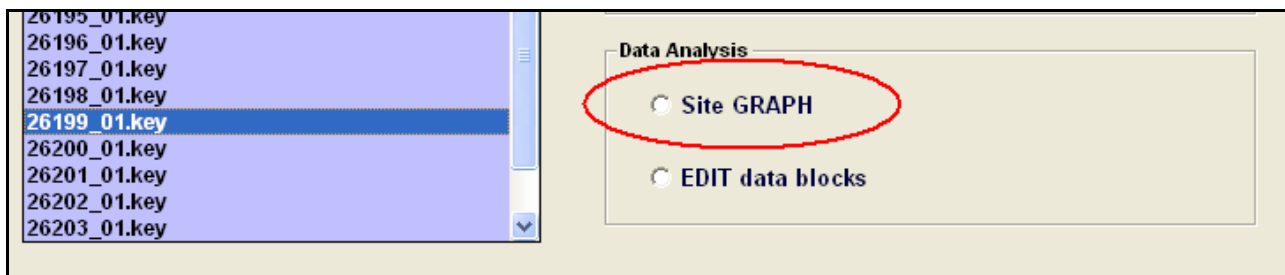 26195_01.key
26196_01.key
26197_01.key
26198_01.key
26199_01.key
26200_01.key
26201_01.key
26202_01.key
26203_01.key
Data Analysis
Site GRAPH
EDIT data blocks